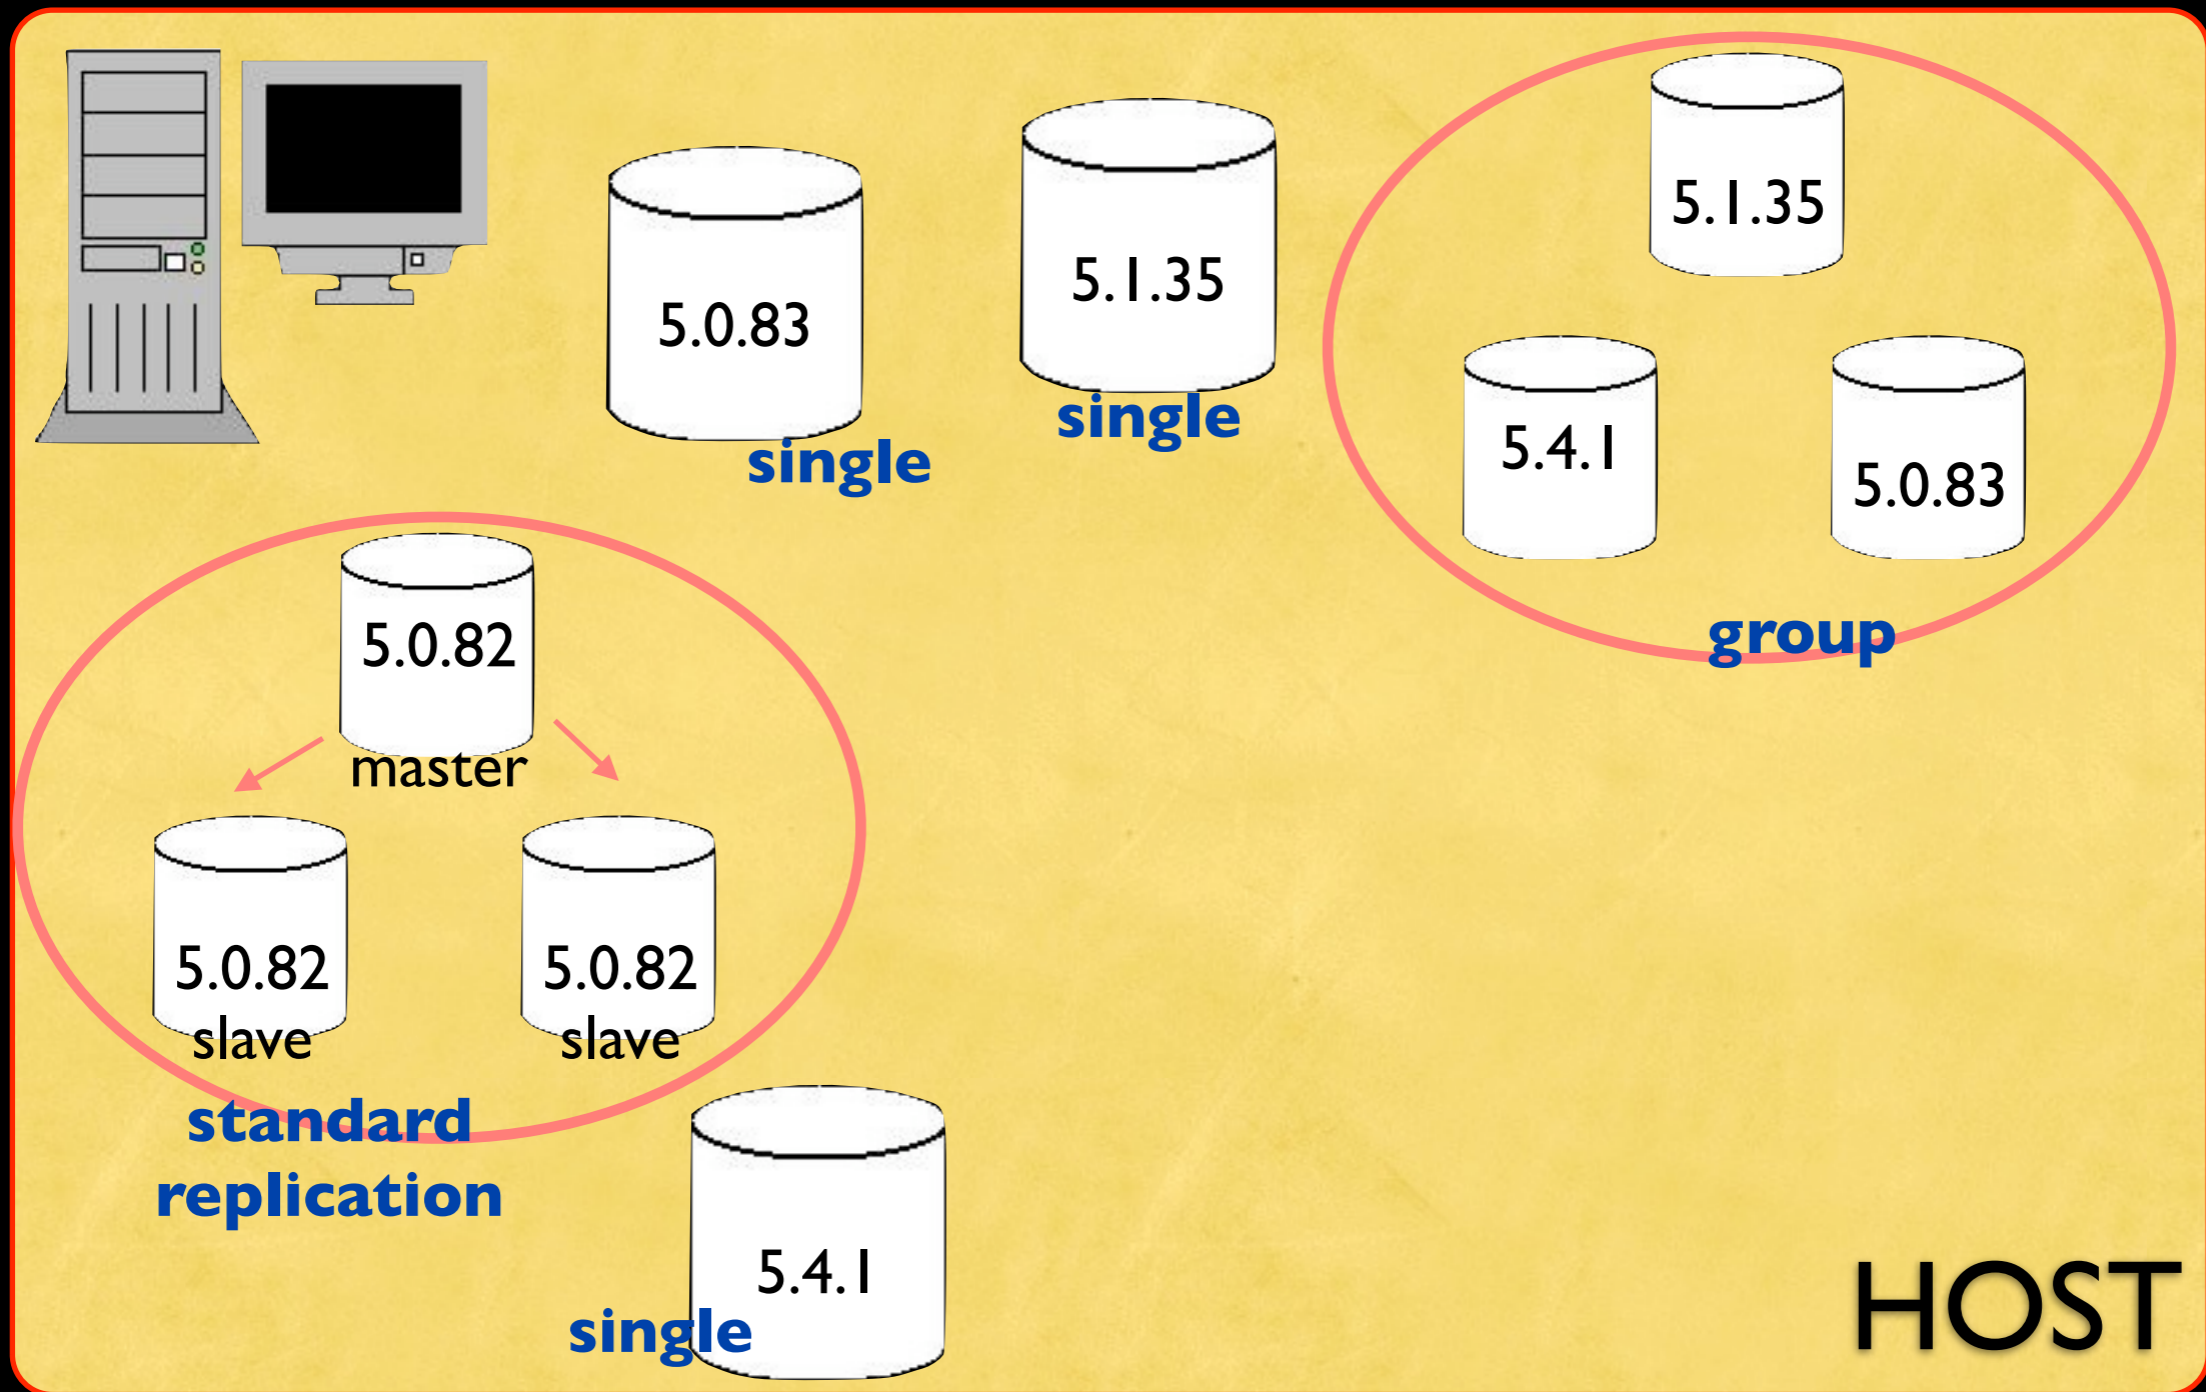 5.0.83
single
5.1.35
single
5.1.35
5.4.1
5.0.83
group
5.0.82
master
5.0.82
slave
5.0.82
slave
standard
replication
5.4.1
single
HOST